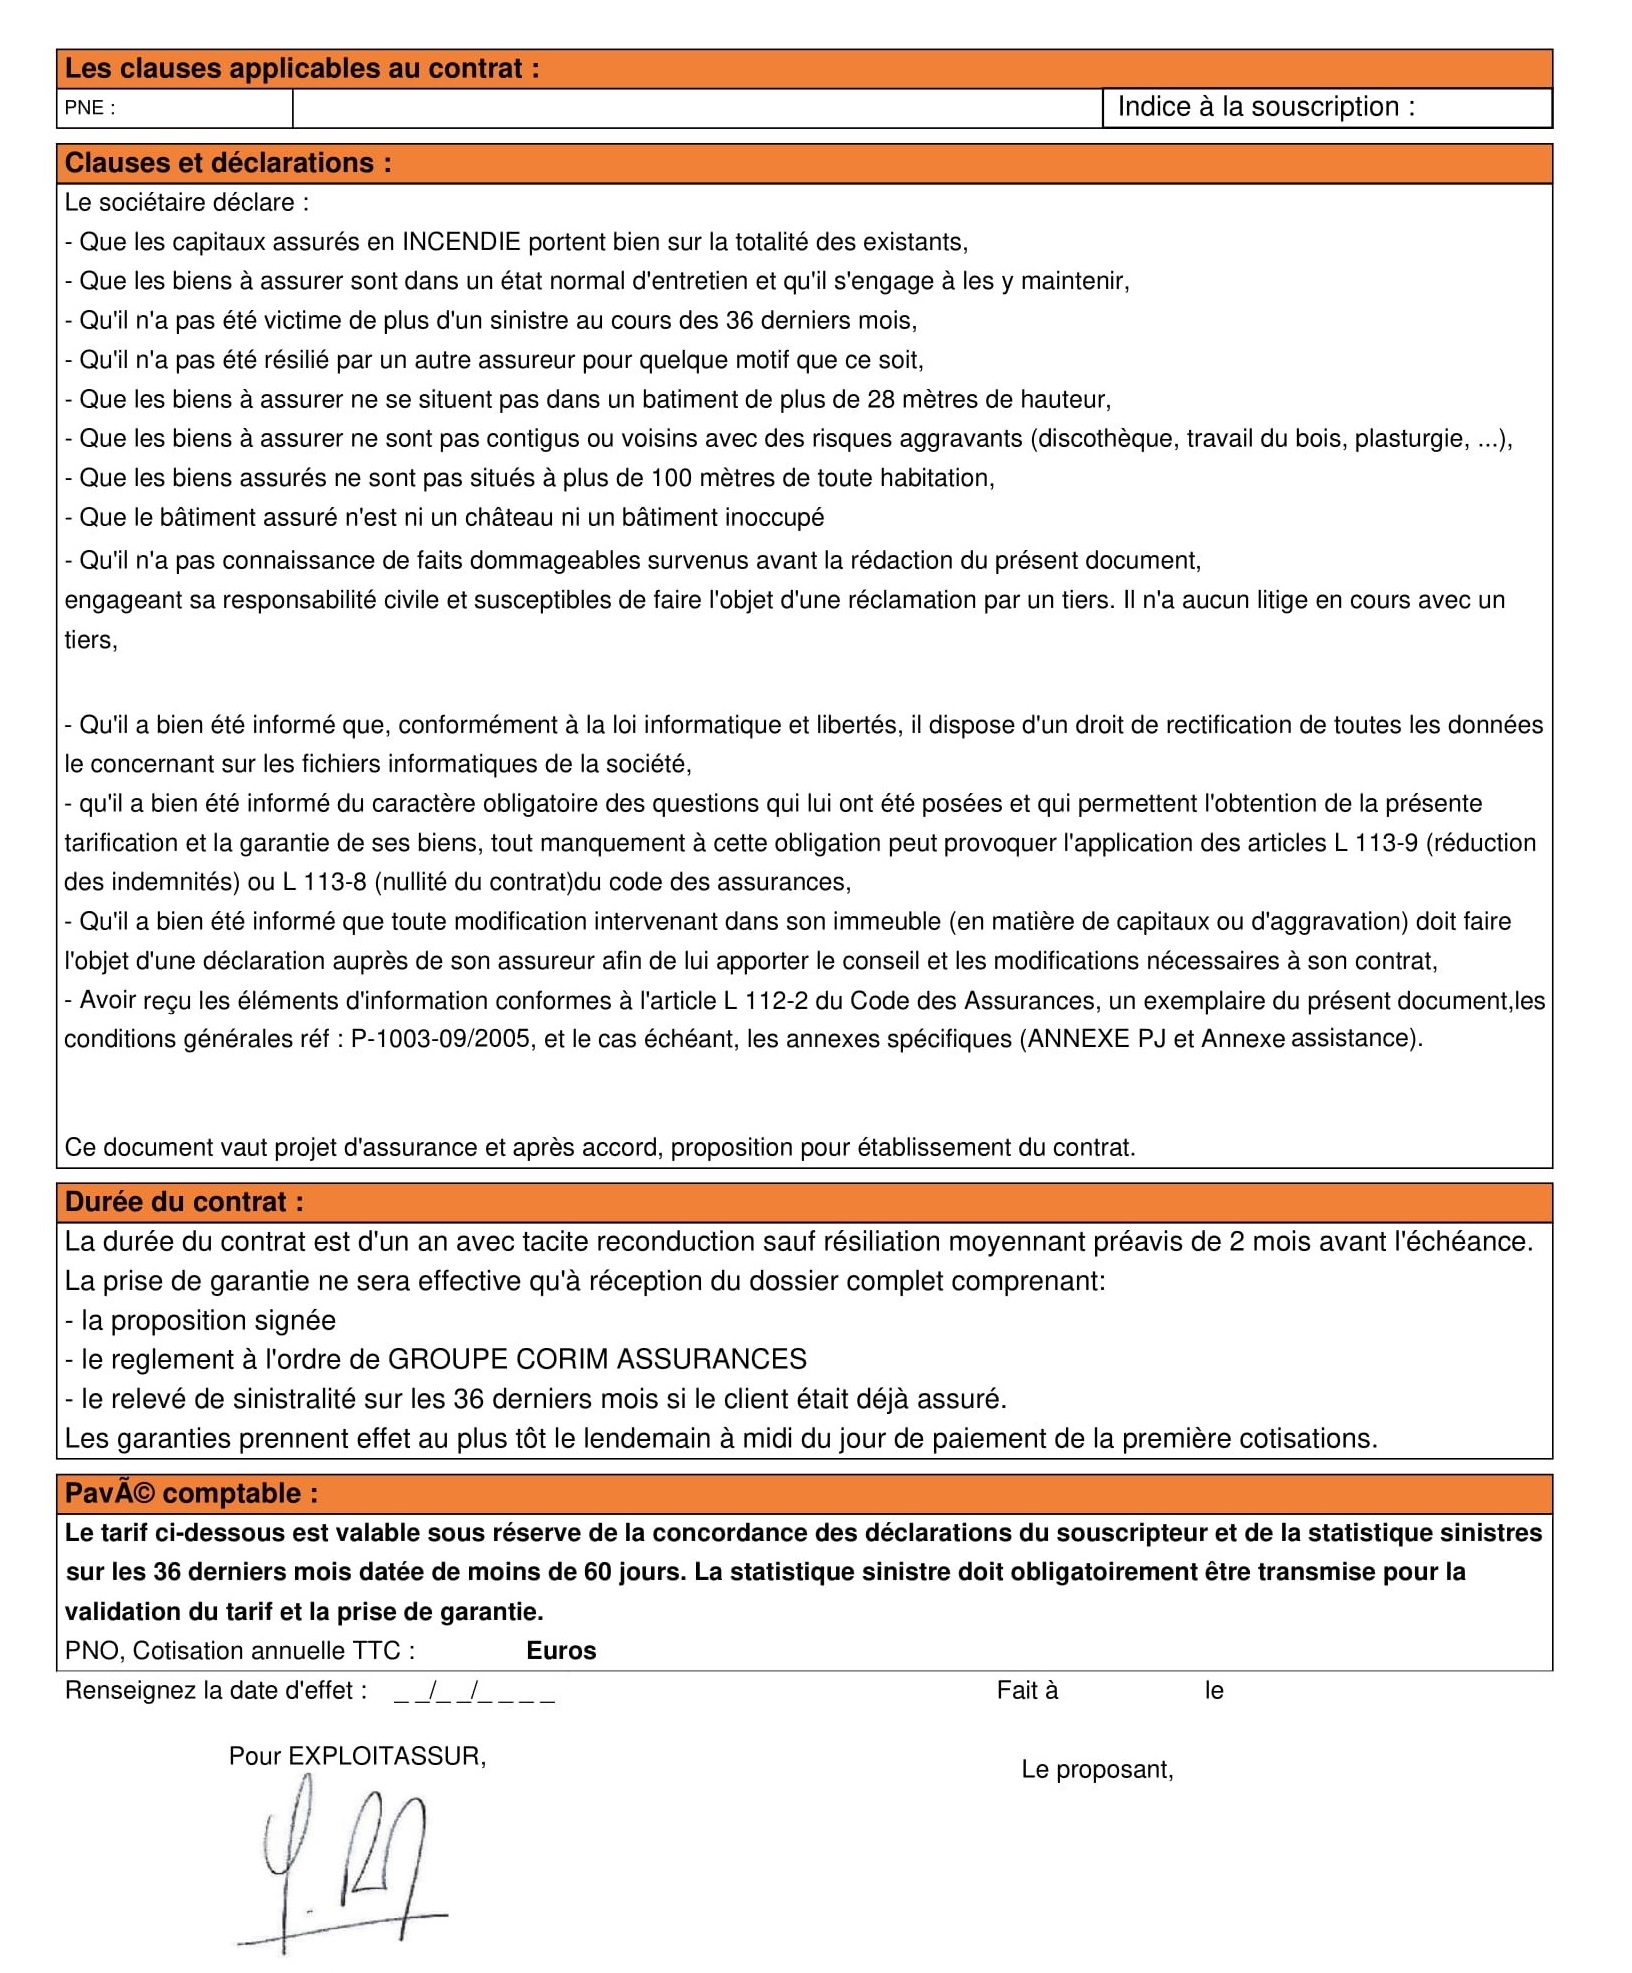 Les clauses applicables au contrat :
PNE :
Indice à la souscription :
Clauses et déclarations :
Le sociétaire déclare :
- Que les capitaux assurés en INCENDIE portent bien sur la totalité des existants,
- Que les biens à assurer sont dans un état normal d'entretien et qu'il s'engage à les y maintenir,
- Qu'il n'a pas été victime de plus d'un sinistre au cours des 36 derniers mois,
- Qu'il n'a pas été résilié par un autre assureur pour quelque motif que ce soit,
- Que les biens à assurer ne se situent pas dans un batiment de plus de 28 mètres de hauteur,
- Que les biens à assurer ne sont pas contigus ou voisins avec des risques aggravants (discothèque, travail du bois, plasturgie, ...),
- Que les biens assurés ne sont pas situés à plus de 100 mètres de toute habitation,
- Que le bâtiment assuré n'est ni un château ni un bâtiment inoccupé
- Qu'il n'a pas connaissance de faits dommageables survenus avant la rédaction du présent document,
engageant sa responsabilité civile et susceptibles de faire l'objet d'une réclamation par un tiers. Il n'a aucun litige en cours avec un
tiers,
- Qu'il a bien été informé que, conformément à la loi informatique et libertés, il dispose d'un droit de rectification de toutes les données
le concernant sur les fichiers informatiques de la société,
- qu'il a bien été informé du caractère obligatoire des questions qui lui ont été posées et qui permettent l'obtention de la présente
tarification et la garantie de ses biens, tout manquement à cette obligation peut provoquer l'application des articles L 113-9 (réduction
des indemnités) ou L 113-8 (nullité du contrat)du code des assurances,
- Qu'il a bien été informé que toute modification intervenant dans son immeuble (en matière de capitaux ou d'aggravation) doit faire
l'objet d'une déclaration auprès de son assureur afin de lui apporter le conseil et les modifications nécessaires à son contrat,
- Avoir reçu les éléments d'information conformes à l'article L 112-2 du Code des Assurances, un exemplaire du présent document,les
conditions générales réf : P-1003-09/2005, et le cas échéant, les annexes spécifiques (ANNEXE PJ et Annexe assistance).
Ce document vaut projet d'assurance et après accord, proposition pour établissement du contrat.
Durée du contrat :
La durée du contrat est d'un an avec tacite reconduction sauf résiliation moyennant préavis de 2 mois avant l'échéance.
La prise de garantie ne sera effective qu'à réception du dossier complet comprenant:
- la proposition signée
- le reglement à l'ordre de GROUPE CORIM ASSURANCES
- le relevé de sinistralité sur les 36 derniers mois si le client était déjà assuré.
Les garanties prennent effet au plus tôt le lendemain à midi du jour de paiement de la première cotisations.
PavÃ© comptable :
Le tarif ci-dessous est valable sous réserve de la concordance des déclarations du souscripteur et de la statistique sinistres
sur les 36 derniers mois datée de moins de 60 jours. La statistique sinistre doit obligatoirement être transmise pour la
validation du tarif et la prise de garantie.
PNO, Cotisation annuelle TTC : Euros
Renseignez la date d'effet : _ _/_ _/_ _ _ _ Fait à le
Pour EXPLOITASSUR,
Le proposant,